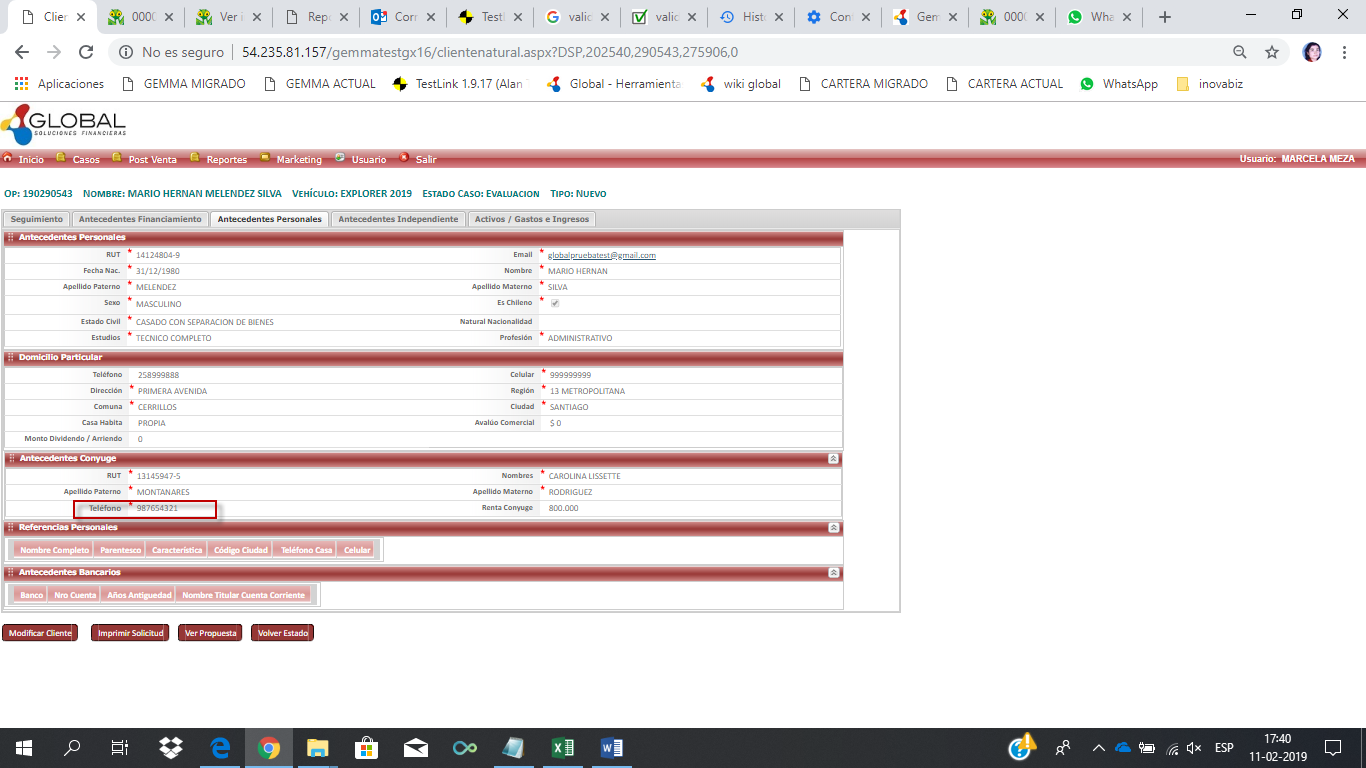 Clien
0000
Ver i
Repo
Corr
TestL
valid
valid
Histo
Con
Gem
0000
Wha
No es seguro | 54.235.81.157/gemmatestgx16/clientenatural.aspx?DSP,202540,290543,275906,0
Aplicaciones GEMMA MIGRADO GEMMA ACTUAL TestLink 1.9.17 (Alan Global - Herramienta wiki global CARTERA MIGRADO CARTERA ACTUAL WhatsApp inovabiz
GLOBAL
SOLUCIONES FINANCIERAS
Inicio Casos Post Venta Reportes Marketing Usuario Salir Usuario: MARCELA MEZA
OP: 190290543 NOMBRE: MARIO HERNAN MELENDEZ SILVA VEHÍCULO: EXPLORER 2019 ESTADO CASO: EVALUACION TIPO: NUEVO
Seguimiento Antecedentes Financiamiento Antecedentes Personales Antecedentes Independiente Activos / Gastos e Ingresos
Antecedentes Personales
RUT * 14124804-9 Email * globalpruebatest@gmail.com
Fecha Nac. * 31/12/1980 Nombre * MARIO HERNAN
Apellido Paterno * MELENDEZ Apellido Materno * SILVA
Sexo * MASCULINO Es Chileno *
Estado Civil * CASADO CON SEPARACION DE BIENES Natural Nacionalidad
Estudios * TECNICO COMPLETO Profesión * ADMINISTRATIVO
Domicilio Particular
Teléfono 258999888 Celular * 999999999
Dirección * PRIMERA AVENIDA Región * 13 METROPOLITANA
Comuna * CERRILLOS Ciudad * SANTIAGO
Casa Habita PROPIA Avalúo Comercial $ 0
Monto Dividendo / Arriendo 0
Antecedentes Conyuge
RUT * 13145947-5 Nombres * CAROLINA LISSETTE
Apellido Paterno * MONTANARES Apellido Materno * RODRIGUEZ
Teléfono * 987654321 Renta Conyuge 800.000
Referencias Personales
Nombre Completo Parentesco Característica Código Ciudad Teléfono Casa Celular
Antecedentes Bancarios
Banco Nro Cuenta Años Antiguedad Nombre Titular Cuenta Corriente
Modificar Cliente Imprimir Solicitud Ver Propuesta Volver Estado
ESP
17:40
11-02-2019